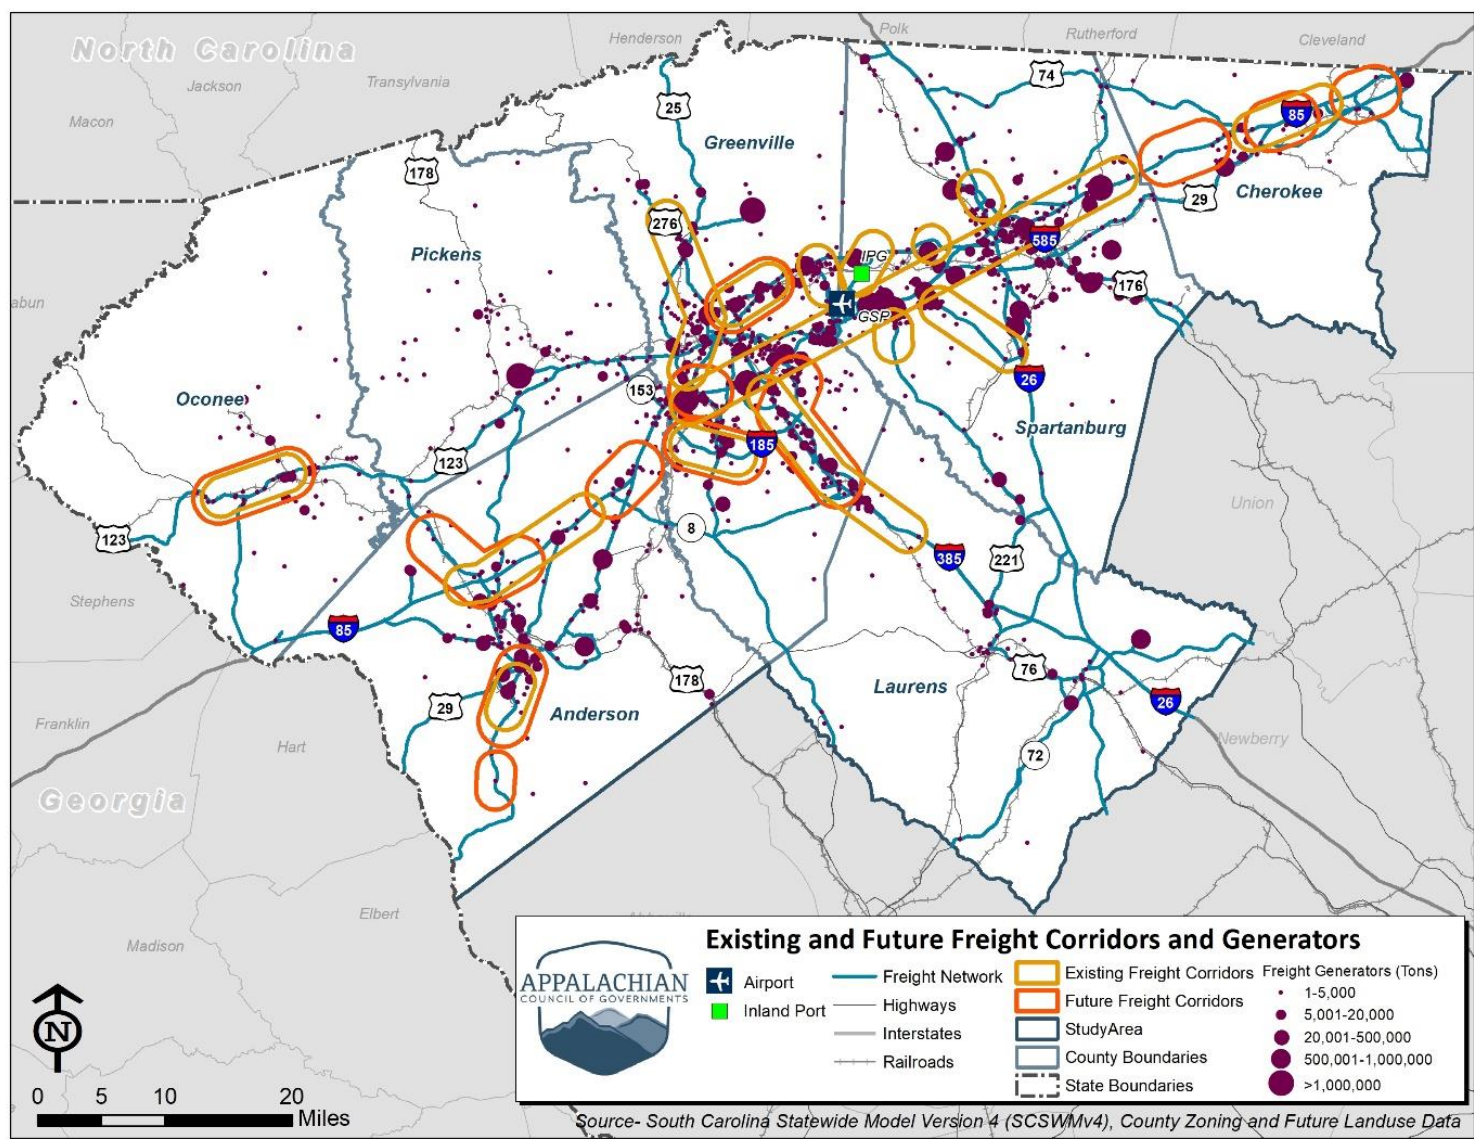 North Carolina
Henderson
Polk
Rutherford
Cleveland
Jackson
Transylvania
Macon
74
25
85
Greenville
178
29
Cherokee
276
585
Pickens
IPG
176
abun
GSP
26
153
Oconee
Spartanburg
185
123
Union
123
8
385
221
Stephens
85
178
76
Laurens
26
29
Anderson
Franklin
Hart
Newberry
72
Georgia
Elbert
Madison
Existing and Future Freight Corridors and Generators
APPALACHIAN
COUNCIL OF GOVERNMENTS
Airport
Inland Port
Freight Network
Highways
Interstates
Railroads
Existing Freight Corridors
Future Freight Corridors
StudyArea
County Boundaries
State Boundaries
Freight Generators (Tons)
1-5,000
5,001-20,000
20,001-500,000
500,001-1,000,000
>1,000,000
N
0 5 10 20
Miles
Source- South Carolina Statewide Model Version 4 (SCSWMv4), County Zoning and Future Landuse Data